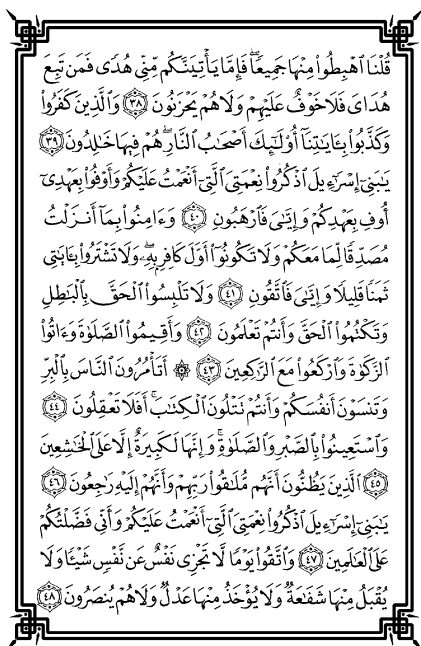 قُلْنَا ٱهْبِطُوا۟ مِنْهَا جَمِيعًا ۖ فَإِمَّا يَأْتِيَنَّكُم مِّنِّى هُدًى فَمَن تَبِعَ
هُدَاىَ فَلَا خَوْفٌ عَلَيْهِمْ وَلَا هُمْ يَحْزَنُونَ ٣٨ وَٱلَّذِينَ كَفَرُوا۟
وَكَذَّبُوا۟ بِـَٔايَـٰتِنَآ أُو۟لَـٰٓئِكَ أَصْحَـٰبُ ٱلنَّارِ ۖ هُمْ فِيهَا خَـٰلِدُونَ ٣٩
يَـٰبَنِىٓ إِسْرَٰٓءِيلَ ٱذْكُرُوا۟ نِعْمَتِىَ ٱلَّتِىٓ أَنْعَمْتُ عَلَيْكُمْ وَأَوْفُوا۟ بِعَهْدِىٓ
أُوفِ بِعَهْدِكُمْ وَإِيَّـٰىَ فَٱرْهَبُونِ ٤٠ وَءَامِنُوا۟ بِمَآ أَنزَلْتُ
مُصَدِّقًا لِّمَا مَعَكُمْ وَلَا تَكُونُوٓا۟ أَوَّلَ كَافِرٍۭ بِهِۦ ۖ وَلَا تَشْتَرُوا۟ بِـَٔايَـٰتِى
ثَمَنًا قَلِيلًا وَإِيَّـٰىَ فَٱتَّقُونِ ٤١ وَلَا تَلْبِسُوا۟ ٱلْحَقَّ بِٱلْبَـٰطِلِ
وَتَكْتُمُوا۟ ٱلْحَقَّ وَأَنتُمْ تَعْلَمُونَ ٤٢ وَأَقِيمُوا۟ ٱلصَّلَوٰةَ وَءَاتُوا۟
ٱلزَّكَوٰةَ وَٱرْكَعُوا۟ مَعَ ٱلرَّٰكِعِينَ ٤٣ ۞ أَتَأْمُرُونَ ٱلنَّاسَ بِٱلْبِرِّ
وَتَنسَوْنَ أَنفُسَكُمْ وَأَنتُمْ تَتْلُونَ ٱلْكِتَـٰبَ ۚ أَفَلَا تَعْقِلُونَ ٤٤
وَٱسْتَعِينُوا۟ بِٱلصَّبْرِ وَٱلصَّلَوٰةِ ۚ وَإِنَّهَا لَكَبِيرَةٌ إِلَّا عَلَى ٱلْخَـٰشِعِينَ
٤٥ ٱلَّذِينَ يَظُنُّونَ أَنَّهُم مُّلَـٰقُوا۟ رَبِّهِمْ وَأَنَّهُمْ إِلَيْهِ رَٰجِعُونَ ٤٦
يَـٰبَنِىٓ إِسْرَٰٓءِيلَ ٱذْكُرُوا۟ نِعْمَتِىَ ٱلَّتِىٓ أَنْعَمْتُ عَلَيْكُمْ وَأَنِّى فَضَّلْتُكُمْ
عَلَى ٱلْعَـٰلَمِينَ ٤٧ وَٱتَّقُوا۟ يَوْمًا لَّا تَجْزِى نَفْسٌ عَن نَّفْسٍ شَيْـًٔا وَلَا
يُقْبَلُ مِنْهَا شَفَـٰعَةٌ وَلَا يُؤْخَذُ مِنْهَا عَدْلٌ وَلَا هُمْ يُنصَرُونَ ٤٨